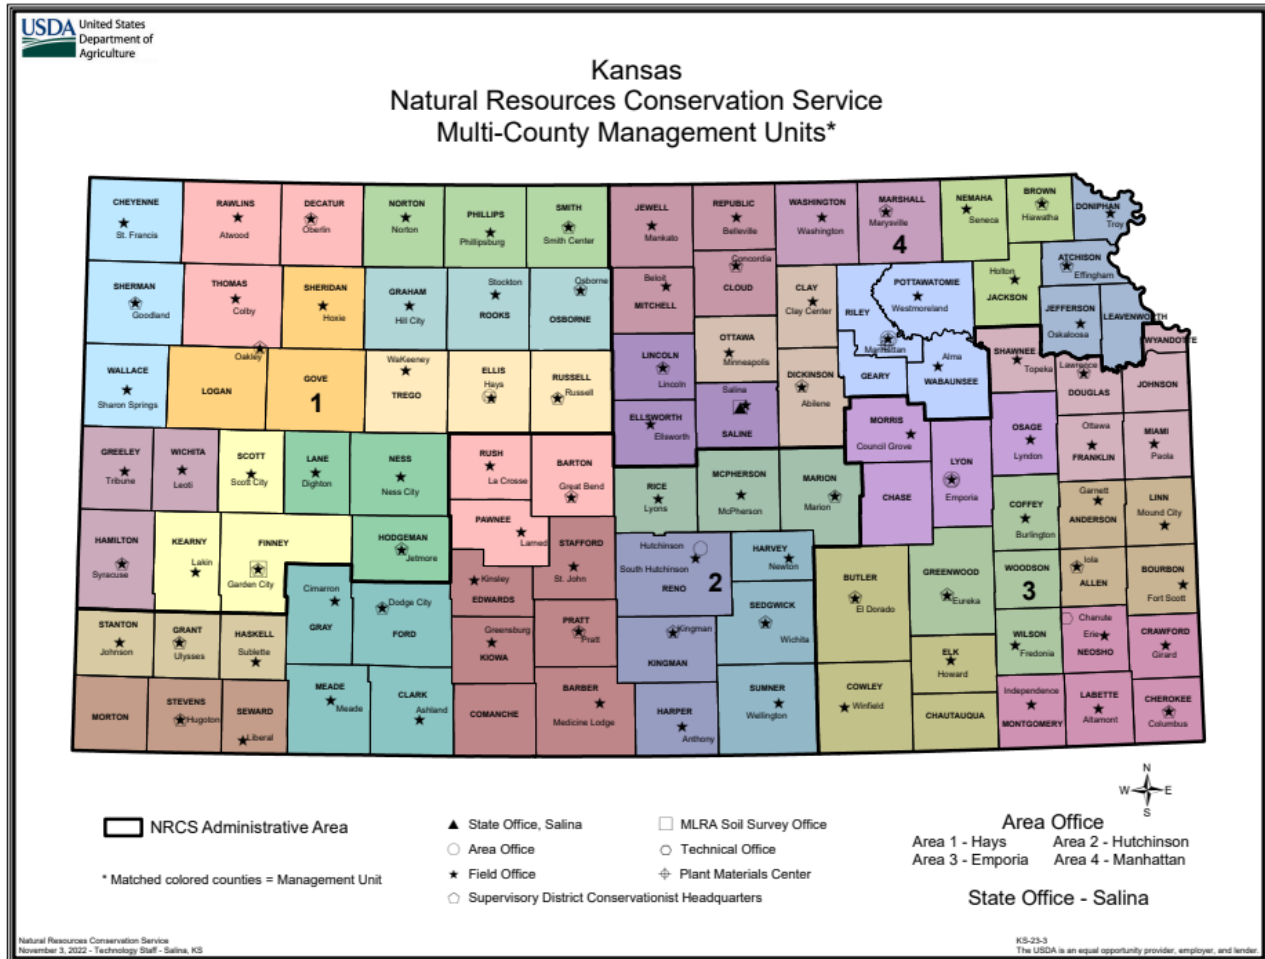 USDA
United States
Department of
Agriculture
Kansas
Natural Resources Conservation Service
Multi-County Management Units*
CHEYENNE
St. Francis
RAWLINS
Atwood
DECATUR
Oberlin
NORTON
Norton
PHILLIPS
Phillipsburg
SMITH
Smith Center
JEWELL
Mankato
REPUBLIC
Belleville
WASHINGTON
Washington
MARSHALL
Marysville
4
NEMAHA
Seneca
BROWN
Hiawatha
DONIPHAN
Troy
SHERMAN
Goodland
THOMAS
Colby
SHERIDAN
Hoxie
GRAHAM
Hill City
Stockton
ROOKS
Osborne
OSBORNE
Beloit
MITCHELL
Concordia
CLOUD
CLAY
Clay Center
RILEY
Manhattan
POTTAWATOMIE
Westmoreland
Holton
JACKSON
ATCHISON
Effingham
JEFFERSON
Oskaloosa
LEAVENWORTH
WYANDOTTE
WALLACE
Sharon Springs
Oakley
LOGAN
GOVE
1
WaKeeney
TREGO
ELLIS
Hays
RUSSELL
Russell
LINCOLN
Lincoln
OTTAWA
Minneapolis
DICKINSON
Abilene
GEARY
Alma
WABAUNSEE
SHAWNEE
Topeka
Lawrence
DOUGLAS
JOHNSON
ELLSWORTH
Ellsworth
Salina
SALINE
MORRIS
Council Grove
OSAGE
Lyndon
Ottawa
FRANKLIN
MIAMI
Paola
GREELEY
Tribune
WICHITA
Leoti
SCOTT
Scott City
LANE
Dighton
NESS
Ness City
RUSH
La Crosse
BARTON
Great Bend
RICE
Lyons
MCPHERSON
McPherson
MARION
Marion
CHASE
LYON
Emporia
COFFEY
Burlington
Garnett
ANDERSON
LINN
Mound City
HAMILTON
Syracuse
KEARNY
Lakin
FINNEY
Garden City
HODGEMAN
Jetmore
PAWNEE
Larned
STAFFORD
St. John
Hutchinson
South Hutchinson
RENO
2
HARVEY
Newton
BUTLER
El Dorado
GREENWOOD
Eureka
WOODSON
3
Iola
ALLEN
BOURBON
Fort Scott
Cimarron
GRAY
Dodge City
FORD
Kinsley
EDWARDS
SEDGWICK
Wichita
STANTON
Johnson
GRANT
Ulysses
HASKELL
Sublette
Greensburg
KIOWA
PRATT
Pratt
Kingman
KINGMAN
ELK
Howard
WILSON
Fredonia
Chanute
Erie
NEOSHO
CRAWFORD
Girard
MORTON
STEVENS
Hugoton
SEWARD
Liberal
MEADE
Meade
CLARK
Ashland
COMANCHE
BARBER
Medicine Lodge
HARPER
Anthony
SUMNER
Wellington
COWLEY
Winfield
CHAUTAUQUA
Independence
MONTGOMERY
LABETTE
Altamont
CHEROKEE
Columbus
N
W E
S
NRCS Administrative Area
* Matched colored counties = Management Unit
State Office, Salina
Area Office
Field Office
Supervisory District Conservationist Headquarters
MLRA Soil Survey Office
Technical Office
Plant Materials Center
Area Office
Area 1 - Hays Area 2 - Hutchinson
Area 3 - Emporia Area 4 - Manhattan
State Office - Salina
Natural Resources Conservation Service
November 3, 2022 - Technology Staff - Salina, KS
KS-23-3
The USDA is an equal opportunity provider, employer, and lender.